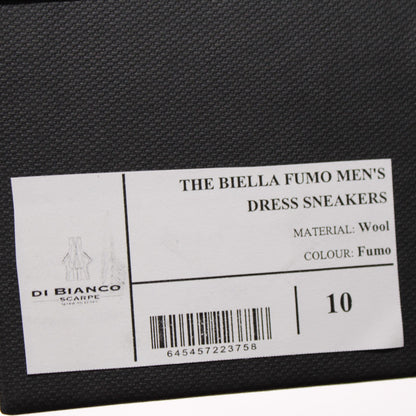 THE BIELLA FUMO MEN'S
DRESS SNEAKERS
MATERIAL: Wool
COLOUR: Fumo
DI BIANCO
SCARPE
10
645457223758